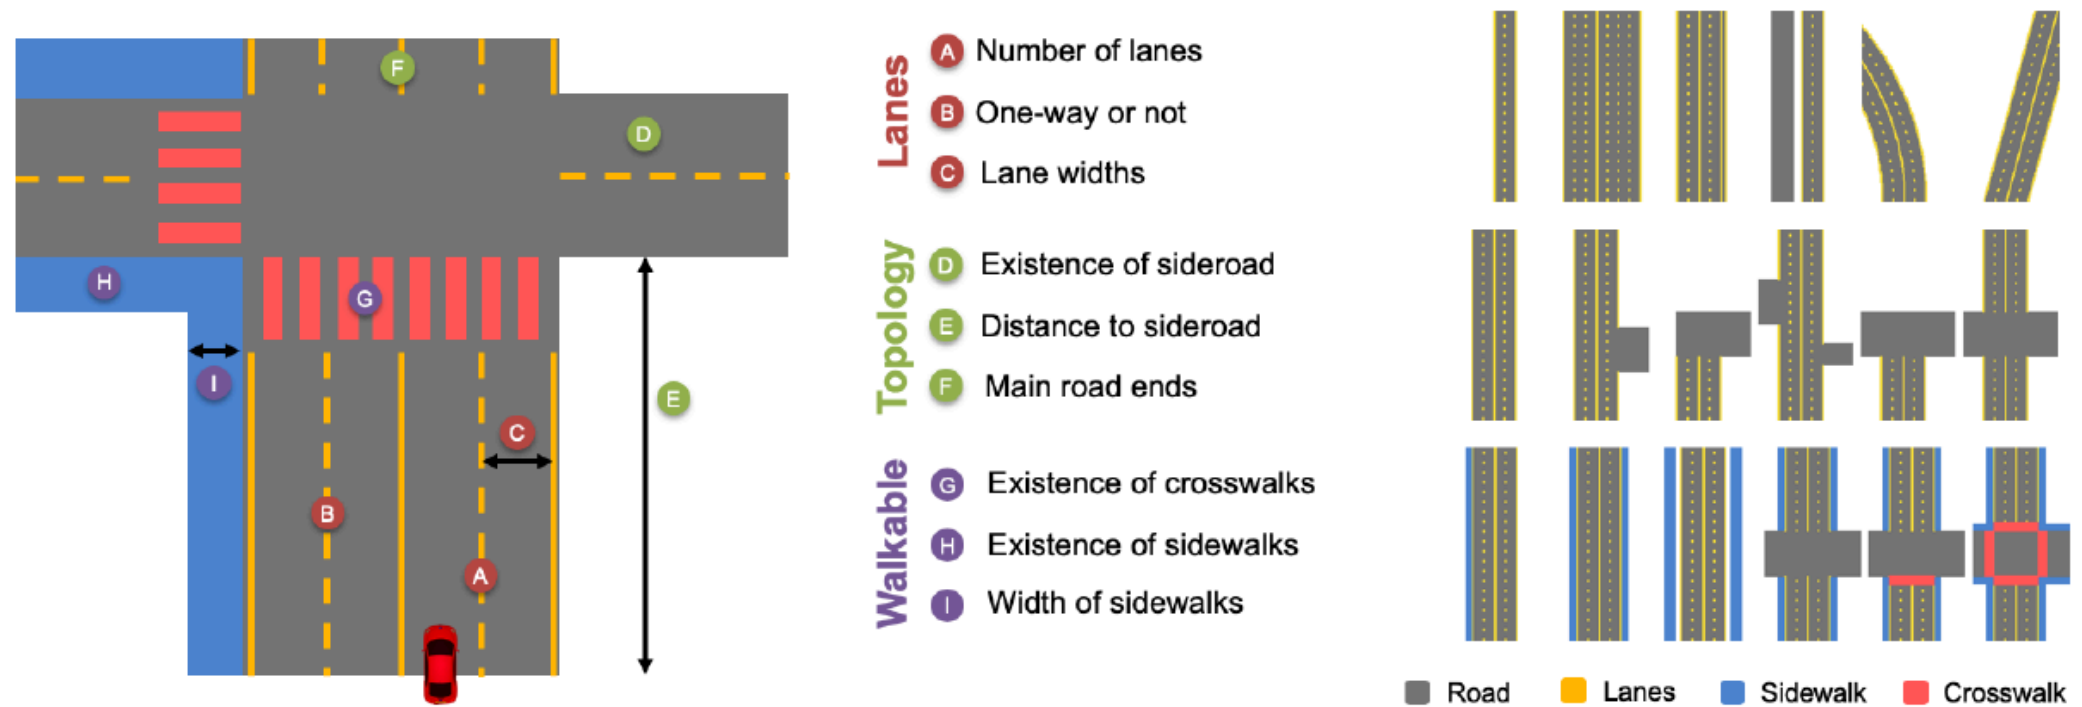 F
D
H
G
I
E
C
B
A
Lanes
A Number of lanes
B One-way or not
C Lane widths
Topology
D Existence of sideroad
E Distance to sideroad
F Main road ends
Walkable
G Existence of crosswalks
H Existence of sidewalks
I Width of sidewalks
Road Lanes Sidewalk Crosswalk